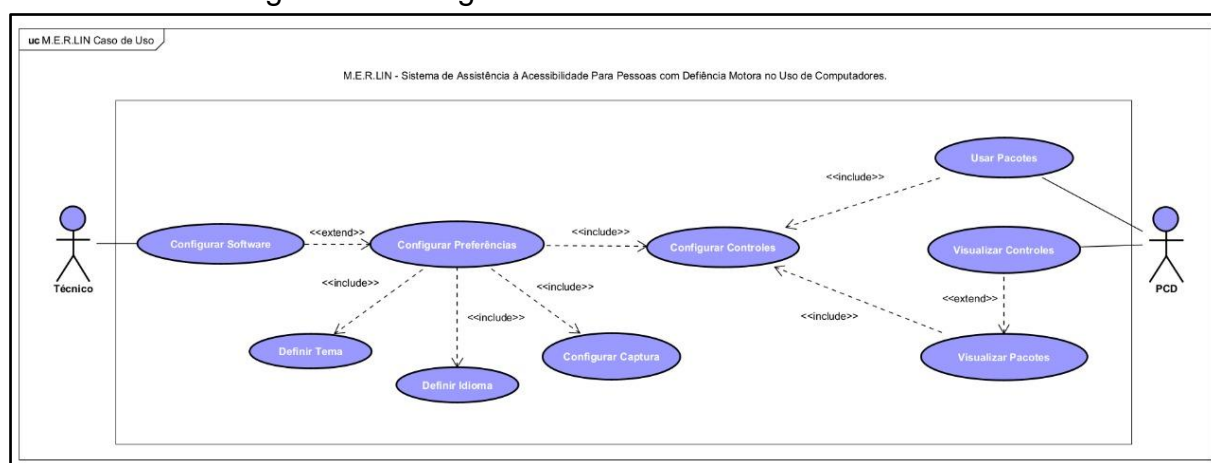 uc M.E.R.LIN Caso de Uso
M.E.R.LIN - Sistema de Assistência à Acessibilidade Para Pessoas com Defiência Motora no Uso de Computadores.
Usar Pacotes
<<include>>
Configurar Software
<<extend>>
Configurar Preferências
<<include>>
Configurar Controles
Visualizar Controles
Técnico
PCD
<<include>>
<<include>>
<<include>>
<<include>>
<<extend>>
Definir Tema
Definir Idioma
Configurar Captura
Visualizar Pacotes